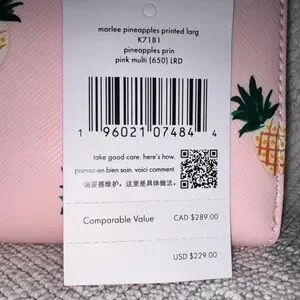 marlee pineapples printed larg
K7181
pineapples prin
pink multi (650) LRD
1 96021 07484 4
take good care. here's how.
prenez-en bien soin. voici comment.
请妥善维护。这里是具体做法。
Comparable Value CAD $289.00
USD $229.00